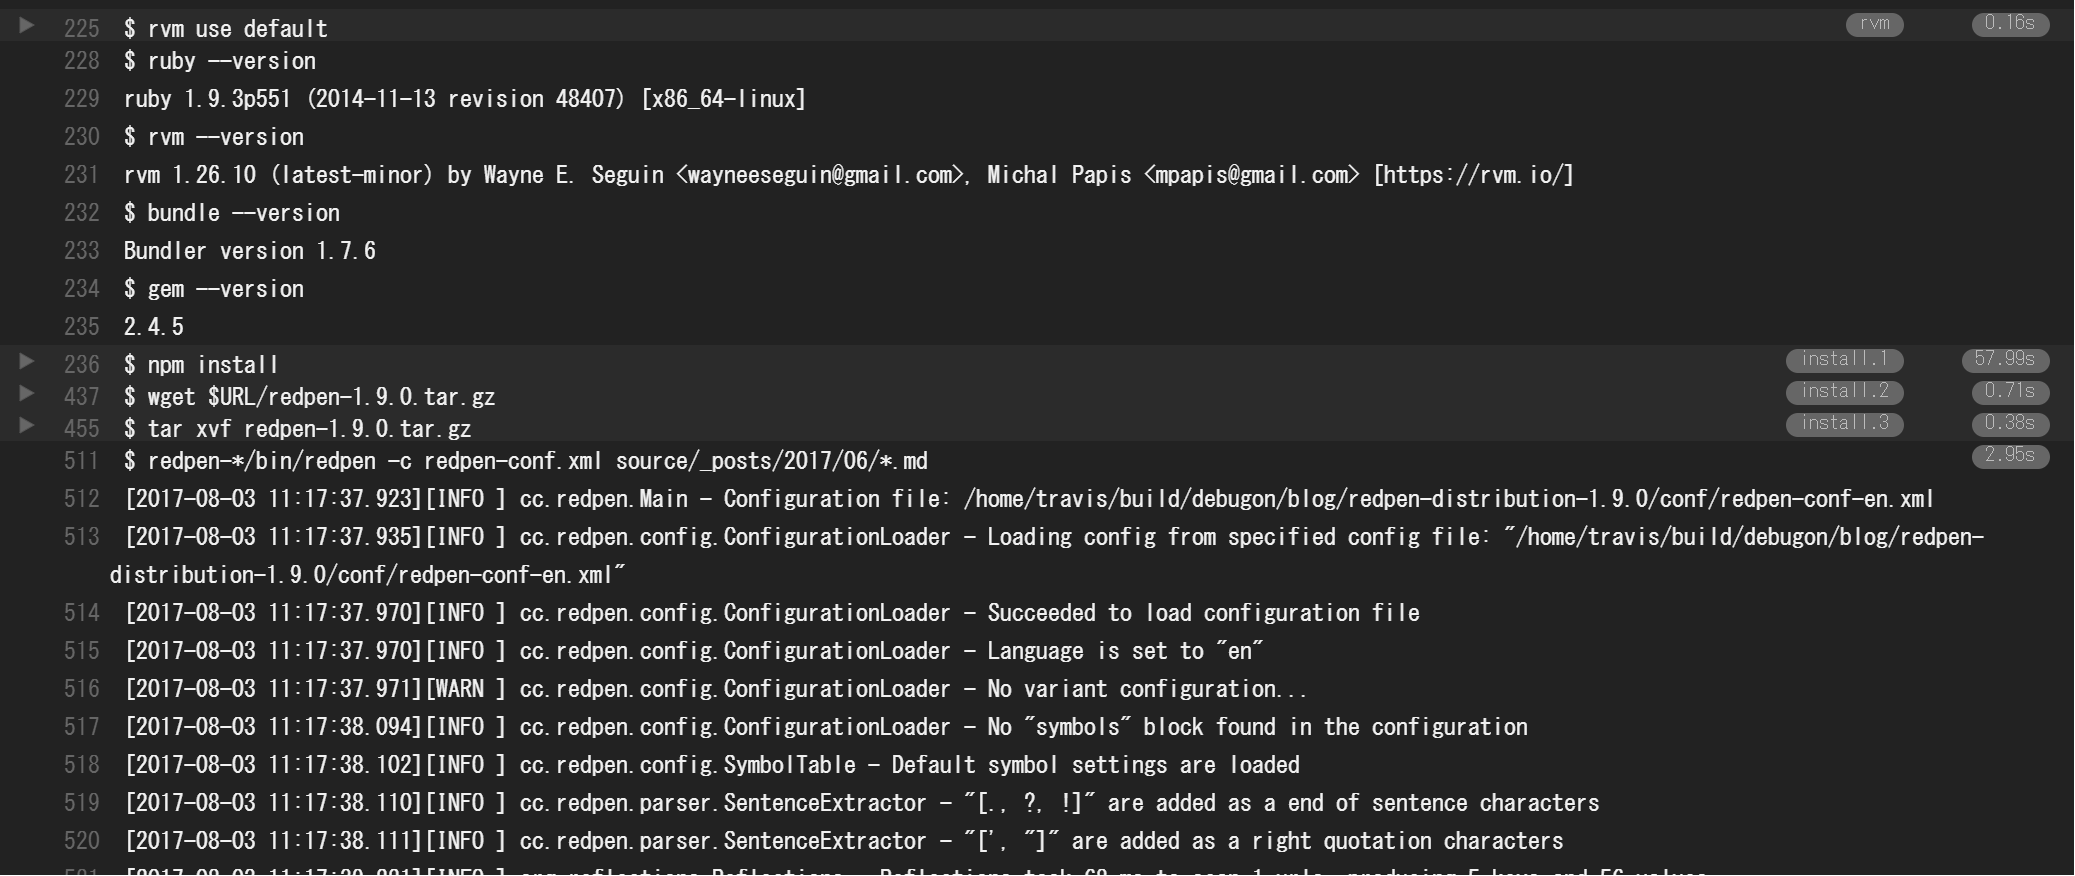 225 $ rvm use default rvm 0.16s
228 $ ruby --version
229 ruby 1.9.3p551 (2014-11-13 revision 48407) [x86_64-linux]
230 $ rvm --version
231 rvm 1.26.10 (latest-minor) by Wayne E. Seguin <wayneeseguin@gmail.com>, Michal Papis <mpapis@gmail.com> [https://rvm.io/]
232 $ bundle --version
233 Bundler version 1.7.6
234 $ gem --version
235 2.4.5
236 $ npm install install.1 57.99s
437 $ wget $URL/redpen-1.9.0.tar.gz install.2 0.71s
455 $ tar xvf redpen-1.9.0.tar.gz install.3 0.38s
511 $ redpen-*/bin/redpen -c redpen-conf.xml source/_posts/2017/06/*.md 2.95s
512 [2017-08-03 11:17:37.923][INFO ] cc.redpen.Main - Configuration file: /home/travis/build/debugon/blog/redpen-distribution-1.9.0/conf/redpen-conf-en.xml
513 [2017-08-03 11:17:37.935][INFO ] cc.redpen.config.ConfigurationLoader - Loading config from specified config file: "/home/travis/build/debugon/blog/redpen-
distribution-1.9.0/conf/redpen-conf-en.xml"
514 [2017-08-03 11:17:37.970][INFO ] cc.redpen.config.ConfigurationLoader - Succeeded to load configuration file
515 [2017-08-03 11:17:37.970][INFO ] cc.redpen.config.ConfigurationLoader - Language is set to "en"
516 [2017-08-03 11:17:37.971][WARN ] cc.redpen.config.ConfigurationLoader - No variant configuration...
517 [2017-08-03 11:17:38.094][INFO ] cc.redpen.config.ConfigurationLoader - No "symbols" block found in the configuration
518 [2017-08-03 11:17:38.102][INFO ] cc.redpen.config.SymbolTable - Default symbol settings are loaded
519 [2017-08-03 11:17:38.110][INFO ] cc.redpen.parser.SentenceExtractor - "[., ?, !]" are added as a end of sentence characters
520 [2017-08-03 11:17:38.111][INFO ] cc.redpen.parser.SentenceExtractor - "[', "]" are added as a right quotation characters